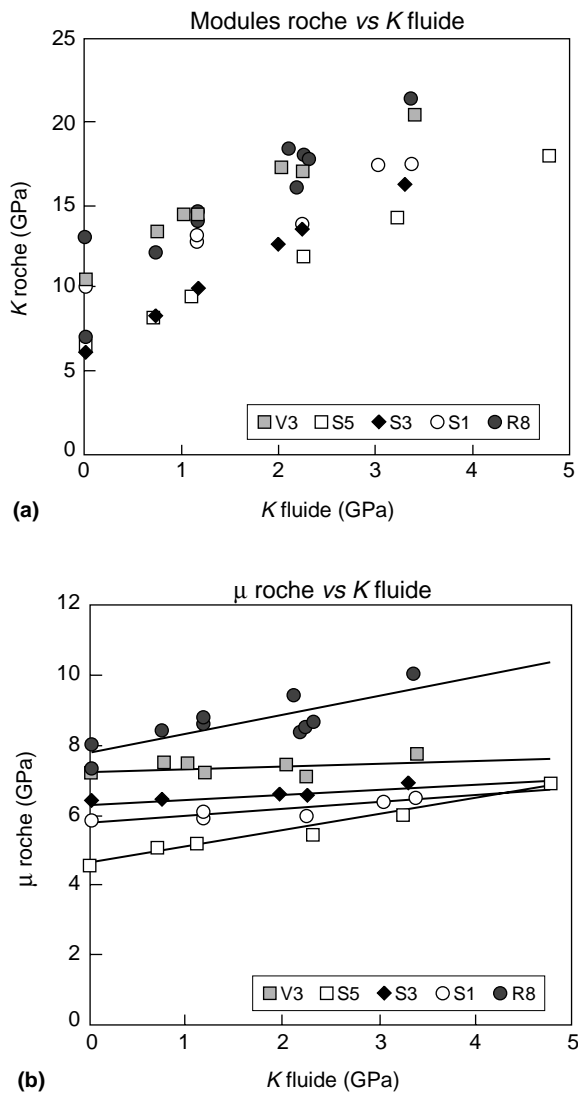 Modules roche vs K fluide
25
20
15
10
5
0
K roche (GPa)
V3 S5 S3 S1 R8
0 1 2 3 4 5
(a)
K fluide (GPa)
μ roche vs K fluide
12
10
8
6
4
2
0
μ roche (GPa)
V3 S5 S3 S1 R8
0 1 2 3 4 5
(b)
K fluide (GPa)